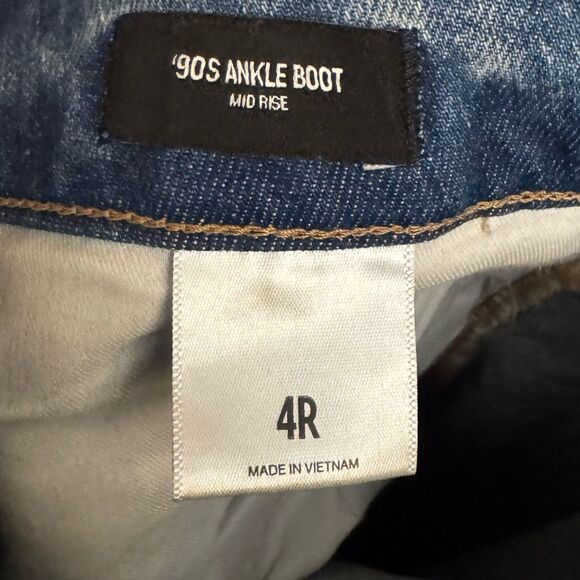 '90S ANKLE BOOT
MID RISE
4R
MADE IN VIETNAM